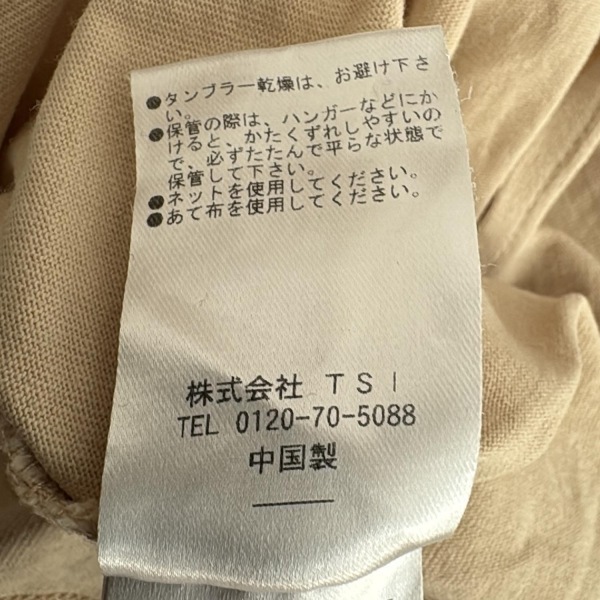 ●タンブラー乾燥は、お避け下さ
い。
●保管の際は、ハンガーなどにか
けると、かたくずれしやすいの
で、必ずたたんで平らな状態で
保管して下さい。
●ネットを使用してください。
●あて布を使用してください。
株式会社 ＴＳＩ
TEL 0120-70-5088
中国製